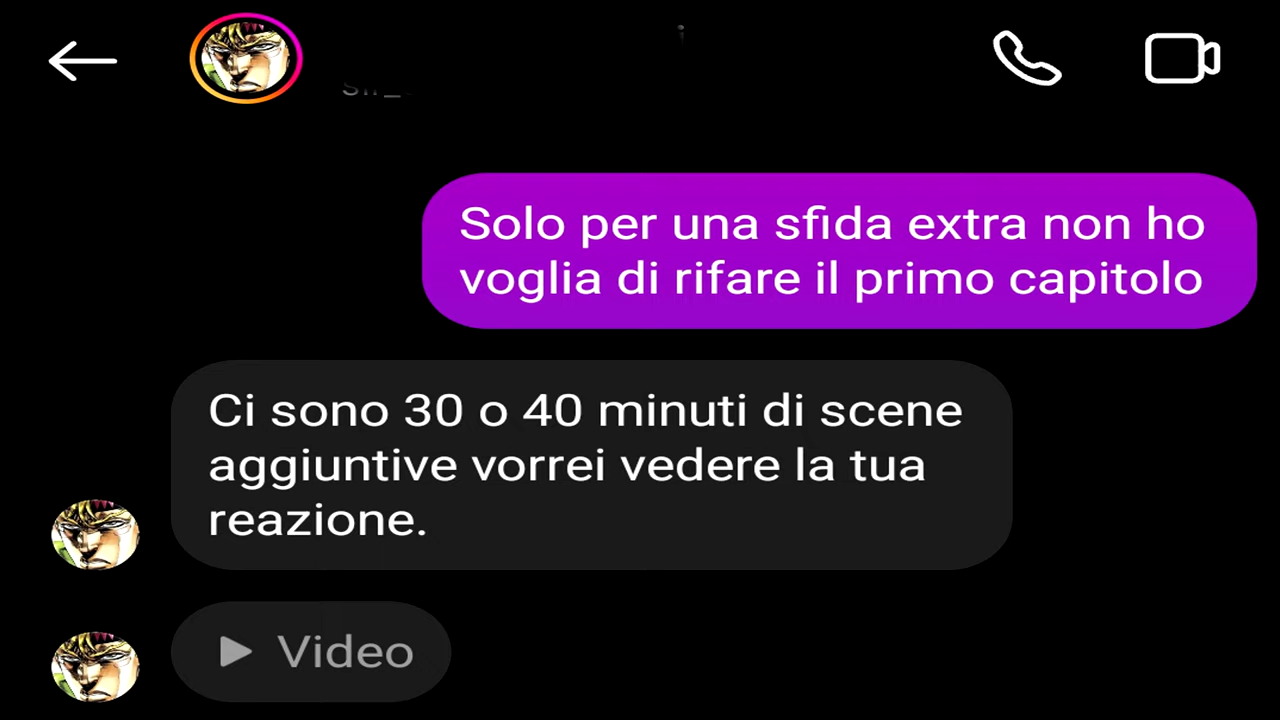 Solo per una sfida extra non ho
voglia di rifare il primo capitolo
Ci sono 30 o 40 minuti di scene
aggiuntive vorrei vedere la tua
reazione.
Video